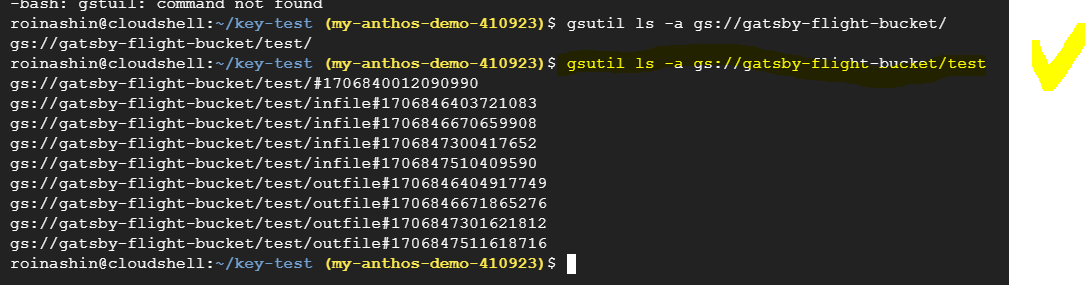 -bash: gstuil: command not found
roinashin@cloudshell:~/key-test (my-anthos-demo-410923)$ gsutil ls -a gs://gatsby-flight-bucket/
gs://gatsby-flight-bucket/test/
roinashin@cloudshell:~/key-test (my-anthos-demo-410923)$ gsutil ls -a gs://gatsby-flight-bucket/test
gs://gatsby-flight-bucket/test/#1706840012090990
gs://gatsby-flight-bucket/test/infile#1706846403721083
gs://gatsby-flight-bucket/test/infile#1706846670659908
gs://gatsby-flight-bucket/test/infile#1706847300417652
gs://gatsby-flight-bucket/test/infile#1706847510409590
gs://gatsby-flight-bucket/test/outfile#1706846404917749
gs://gatsby-flight-bucket/test/outfile#1706846671865276
gs://gatsby-flight-bucket/test/outfile#1706847301621812
gs://gatsby-flight-bucket/test/outfile#1706847511618716
roinashin@cloudshell:~/key-test (my-anthos-demo-410923)$